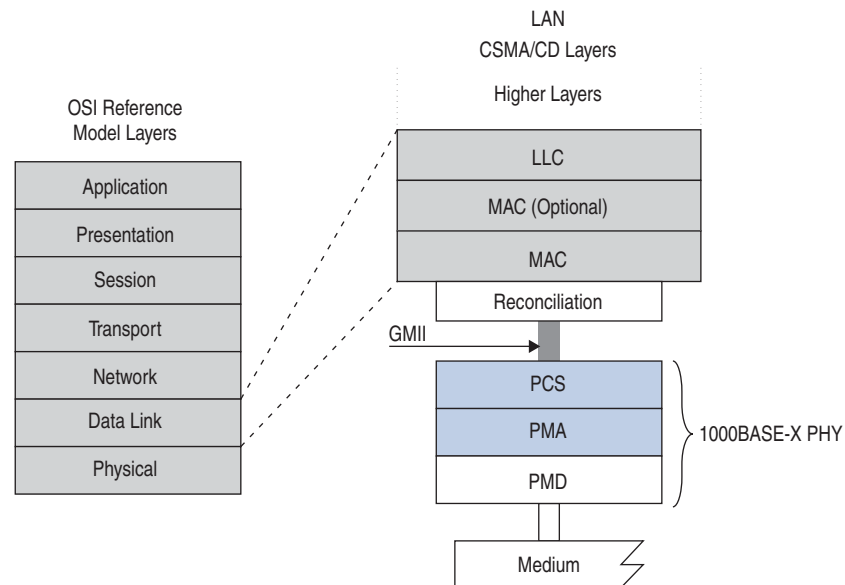 LAN
CSMA/CD Layers
Higher Layers
OSI Reference
Model Layers
Application
Presentation
Session
Transport
Network
Data Link
Physical
LLC
MAC (Optional)
MAC
Reconciliation
GMII
PCS
PMA
PMD
1000BASE-X PHY
Medium